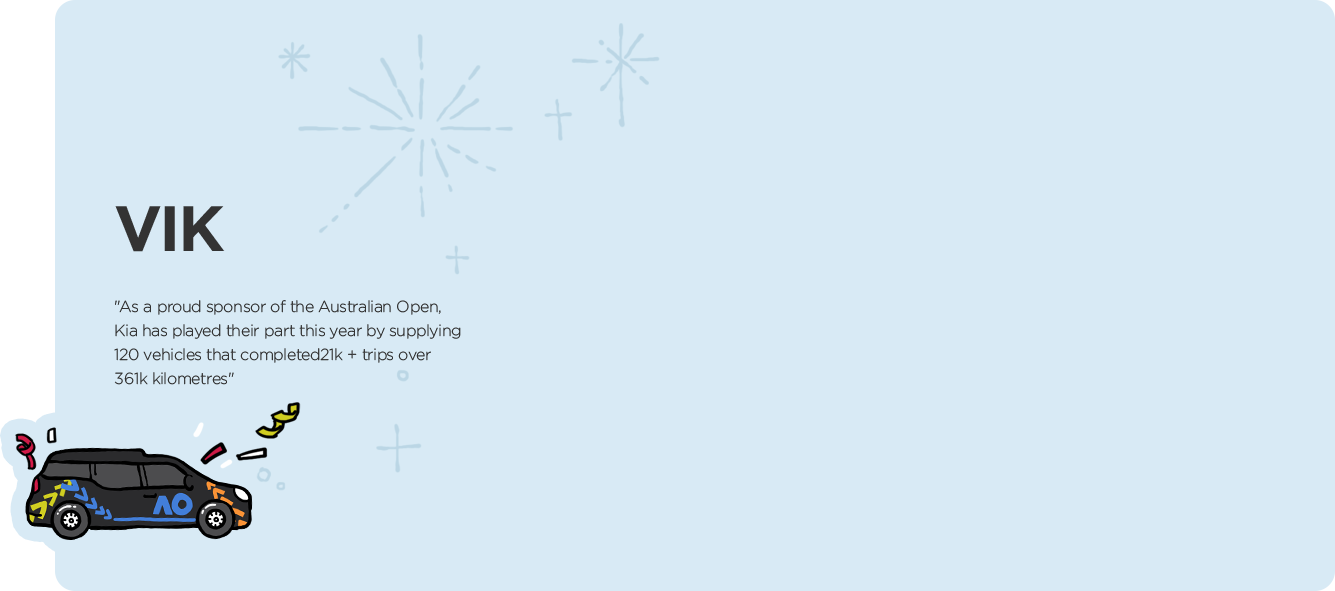 VIK
"As a proud sponsor of the Australian Open,
Kia has played their part this year by supplying
120 vehicles that completed21k + trips over
361k kilometres"
AO